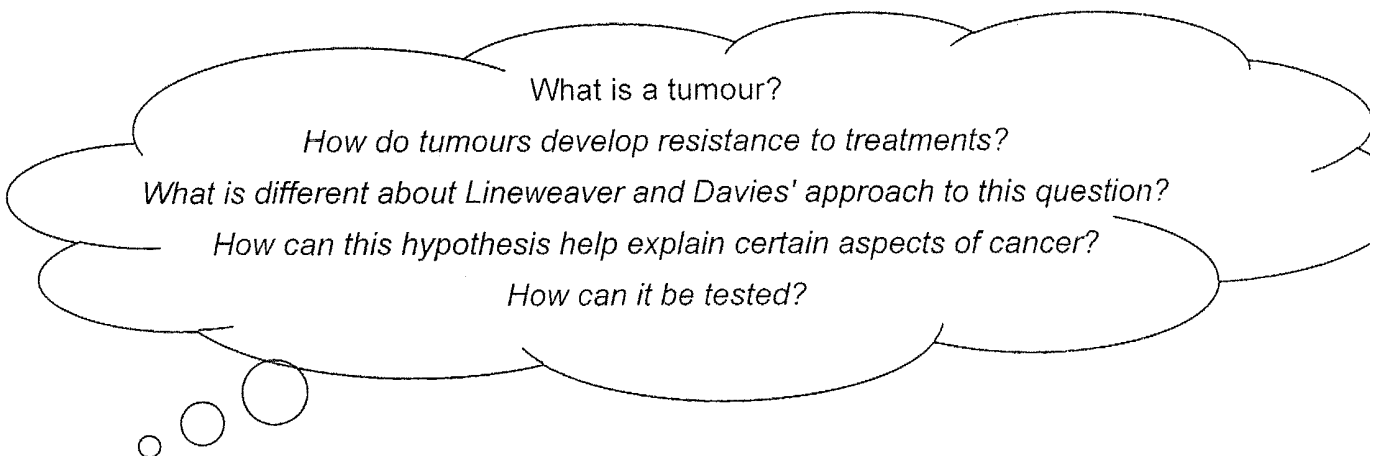 What is a tumour?
How do tumours develop resistance to treatments?
What is different about Lineweaver and Davies' approach to this question?
How can this hypothesis help explain certain aspects of cancer?
How can it be tested?